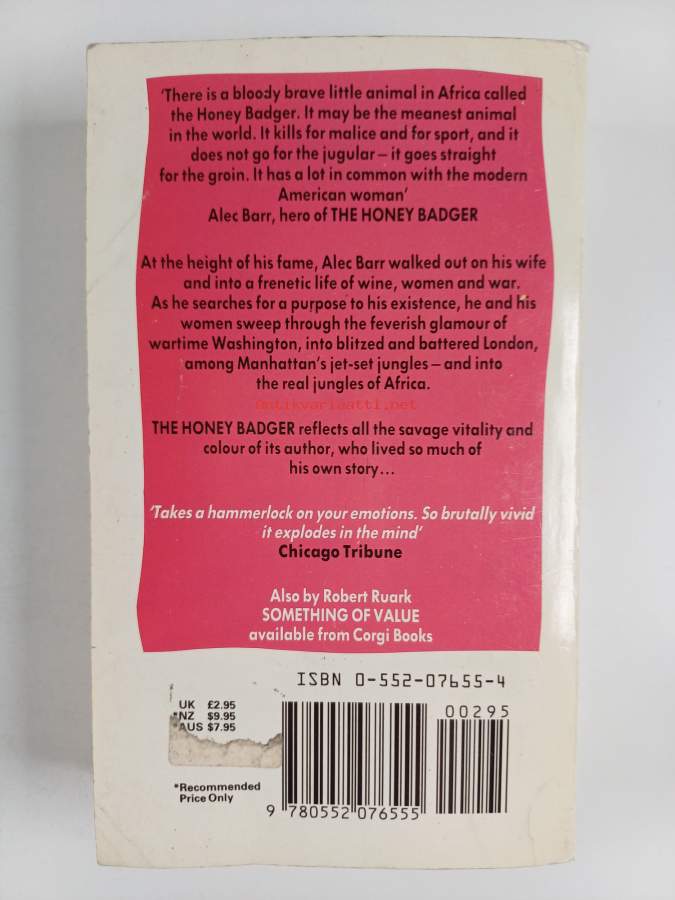 'There is a bloody brave little animal in Africa called
the Honey Badger. It may be the meanest animal
in the world. It kills for malice and for sport, and it
does not go for the jugular – it goes straight
for the groin. It has a lot in common with the modern
American woman'
Alec Barr, hero of THE HONEY BADGER
At the height of his fame, Alec Barr walked out on his wife
and into a frenetic life of wine, women and war.
As he searches for a purpose to his existence, he and his
women sweep through the feverish glamour of
wartime Washington, into blitzed and battered London,
among Manhattan's jet-set jungles – and into
the real jungles of Africa.
Antikvariaatti.net
THE HONEY BADGER reflects all the savage vitality and
colour of its author, who lived so much of
his own story...
'Takes a hammerlock on your emotions. So brutally vivid
it explodes in the mind'
Chicago Tribune
Also by Robert Ruark
SOMETHING OF VALUE
available from Corgi Books
ISBN 0-552-07655-4
UK £2.95
*NZ $9.95
*AUS $7.95
00295
*Recommended
Price Only
9 780552 076555